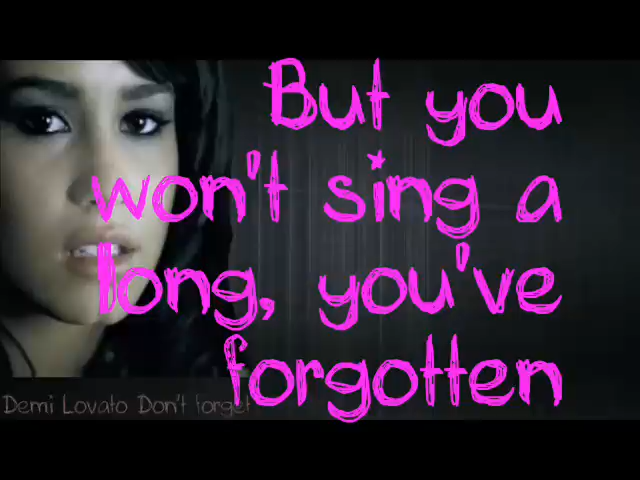 But you
won't sing a
long, you've
forgotten
Demi Lovato Don't forget